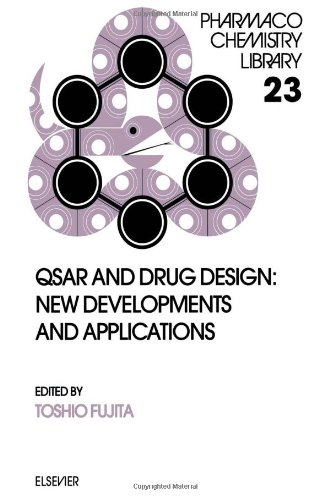 PHARMACO
CHEMISTRY
LIBRARY
23
QSAR AND DRUG DESIGN:
NEW DEVELOPMENTS
AND APPLICATIONS
EDITED BY
TOSHIO FUJITA
ELSEVIER